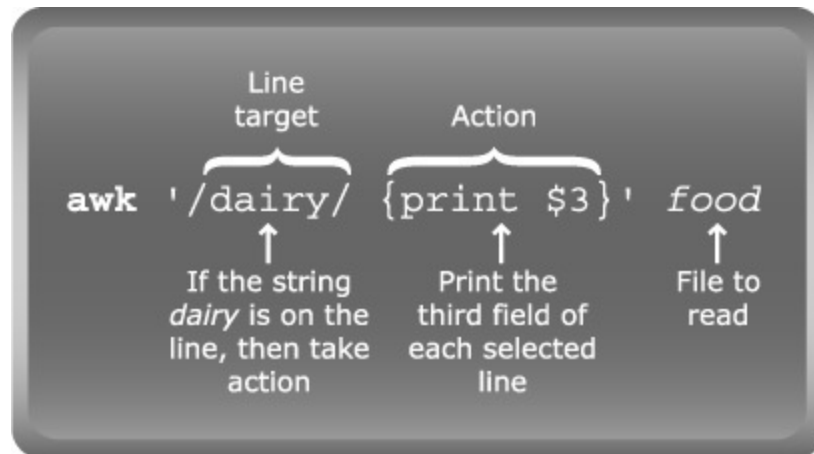 Line
target
Action
awk '/dairy/ {print $3}' food
If the string
dairy is on the
line, then take
action
Print the
third field of
each selected
line
File to
read